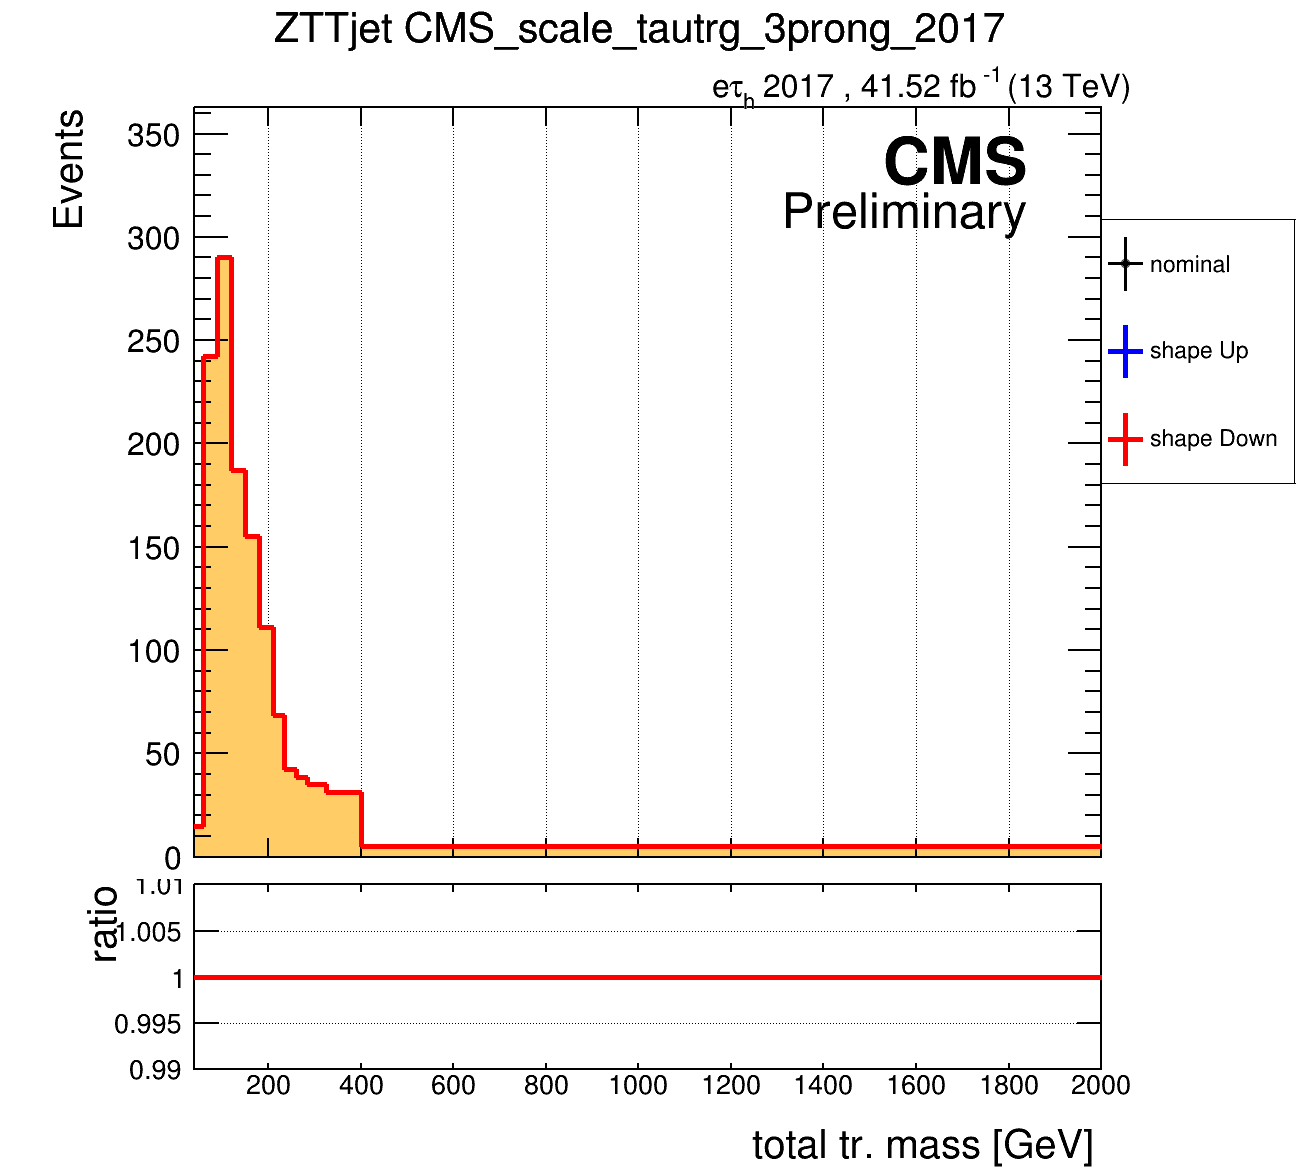 ZTTjet CMS_scale_tautrg_3prong_2017
eτh 2017 , 41.52 fb -1 (13 TeV)
Events
350
300
250
200
150
100
50
0
CMS
Preliminary
nominal
shape Up
shape Down
ratio
1.01
1.005
1
0.995
0.99
200 400 600 800 1000 1200 1400 1600 1800 2000
total tr. mass [GeV]